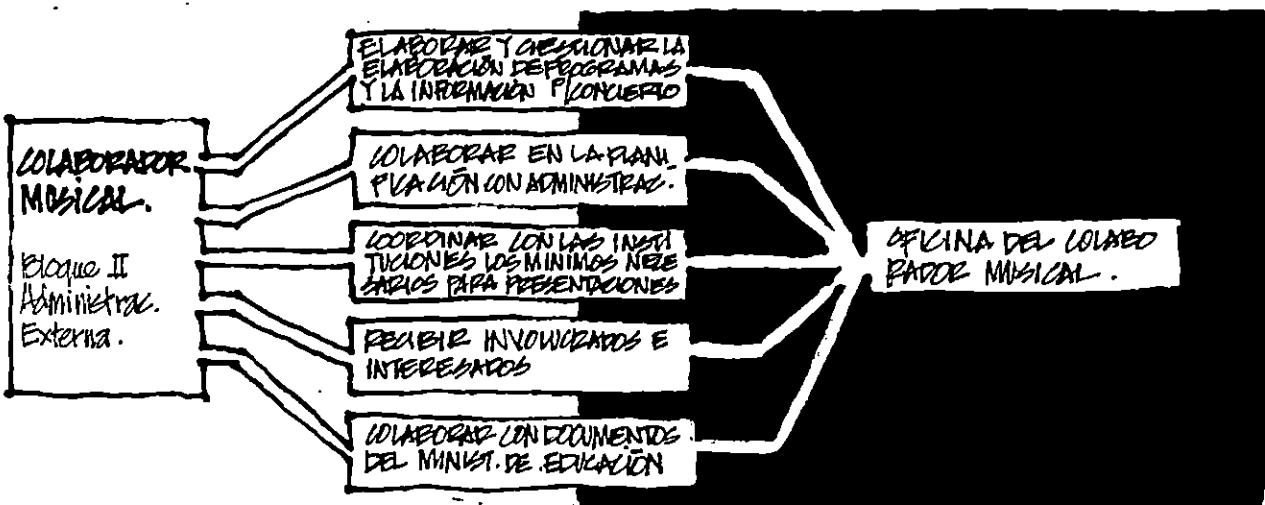 COLABORADOR
MUSICAL.
Bloque II
Administrac.
Externa.
ELABORAR Y GESTIONAR LA
ELABORACIÓN DE PROGRAMAS
Y LA INFORMACIÓN P/CONCIERTO
COLABORAR EN LA PLANI
FICACIÓN CON ADMINISTRAC.
COORDINAR CON LAS INSTI
TUCIONES LOS MINIMOS NECE
SARIOS PARA PRESENTACIONES
RECIBIR INVOLUCRADOS E
INTERESADOS
COLABORAR CON DOCUMENTOS
DEL MINIST. DE EDUCACIÓN
OFICINA DEL COLABO
RADOR MUSICAL.